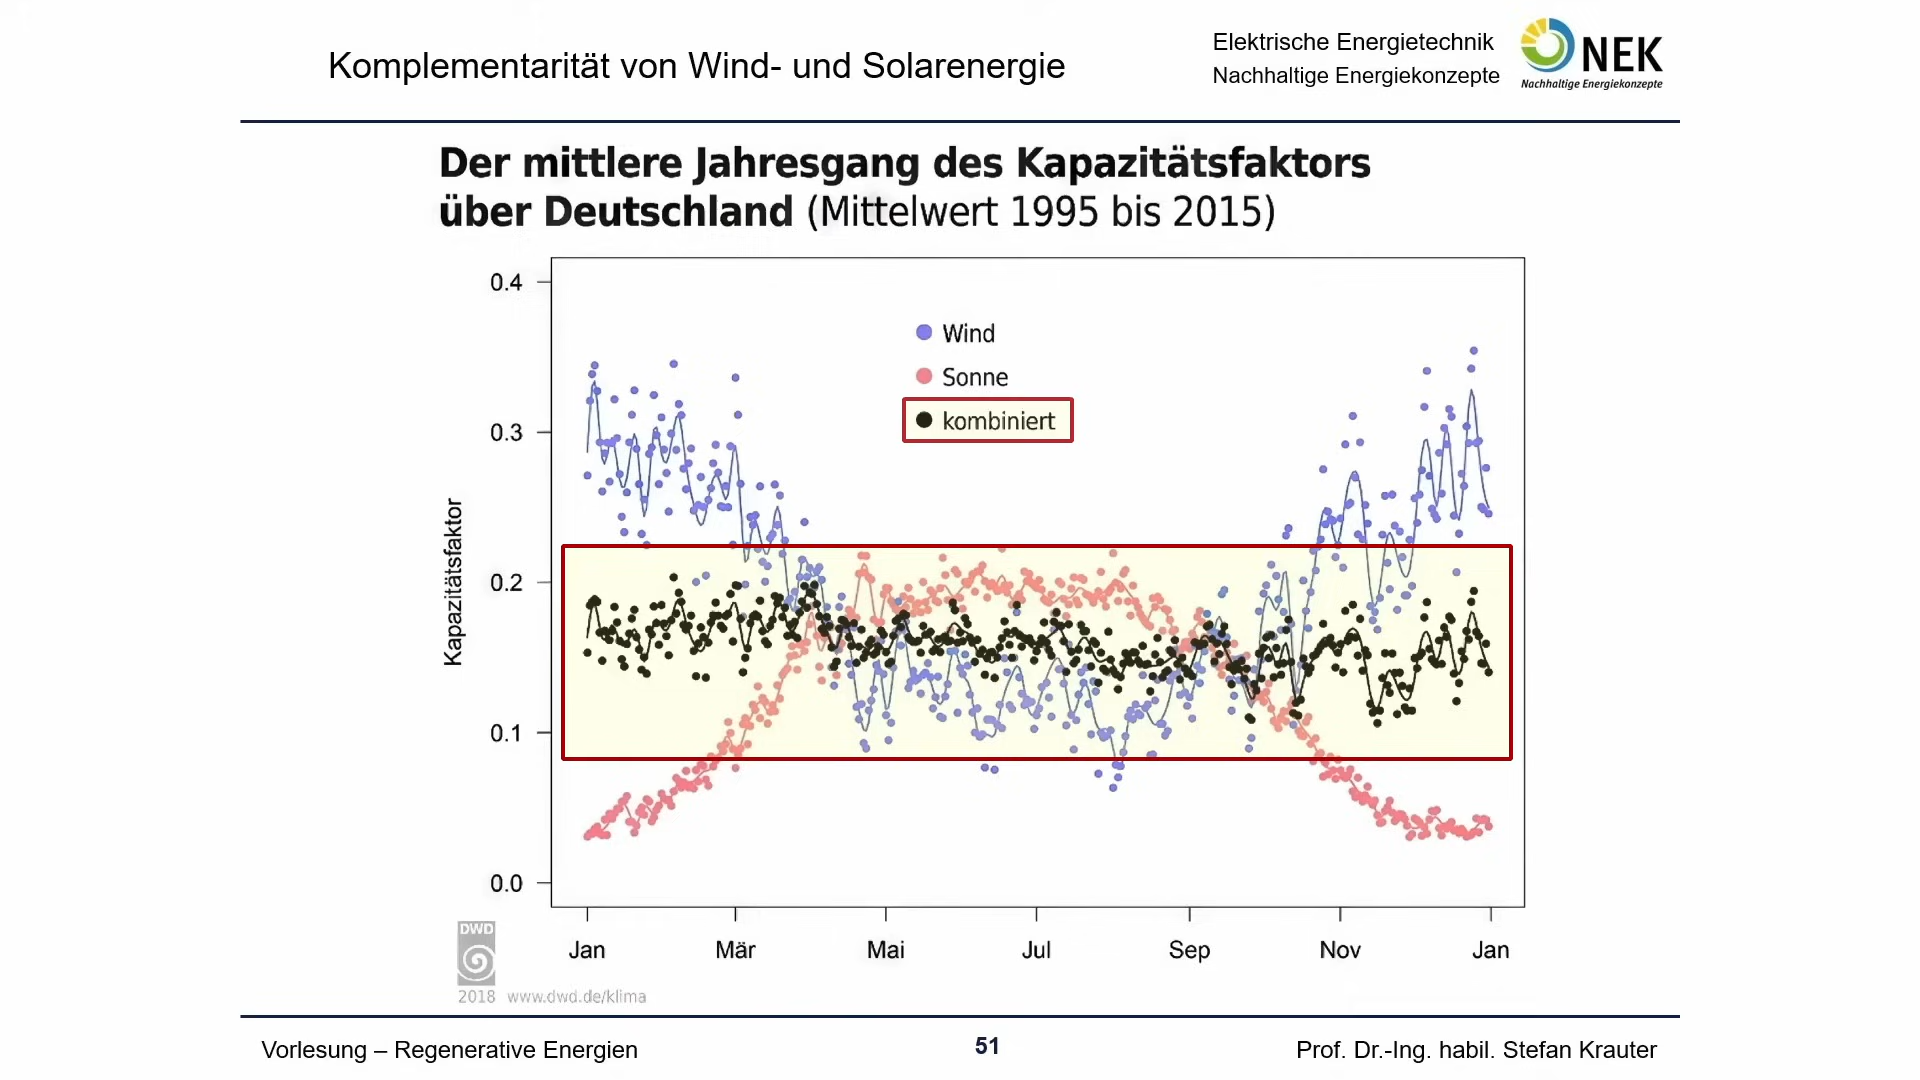 Komplementarität von Wind- und Solarenergie
Elektrische Energietechnik
Nachhaltige Energiekonzepte
NEK
Nachhaltige Energiekonzepte
Der mittlere Jahresgang des Kapazitätsfaktors
über Deutschland (Mittelwert 1995 bis 2015)
Kapazitätsfaktor
0.4
0.3
0.2
0.1
0.0
Wind
Sonne
kombiniert
Jan Mär Mai Jul Sep Nov Jan
DWD
2018 www.dwd.de/klima
Vorlesung – Regenerative Energien
51
Prof. Dr.-Ing. habil. Stefan Krauter